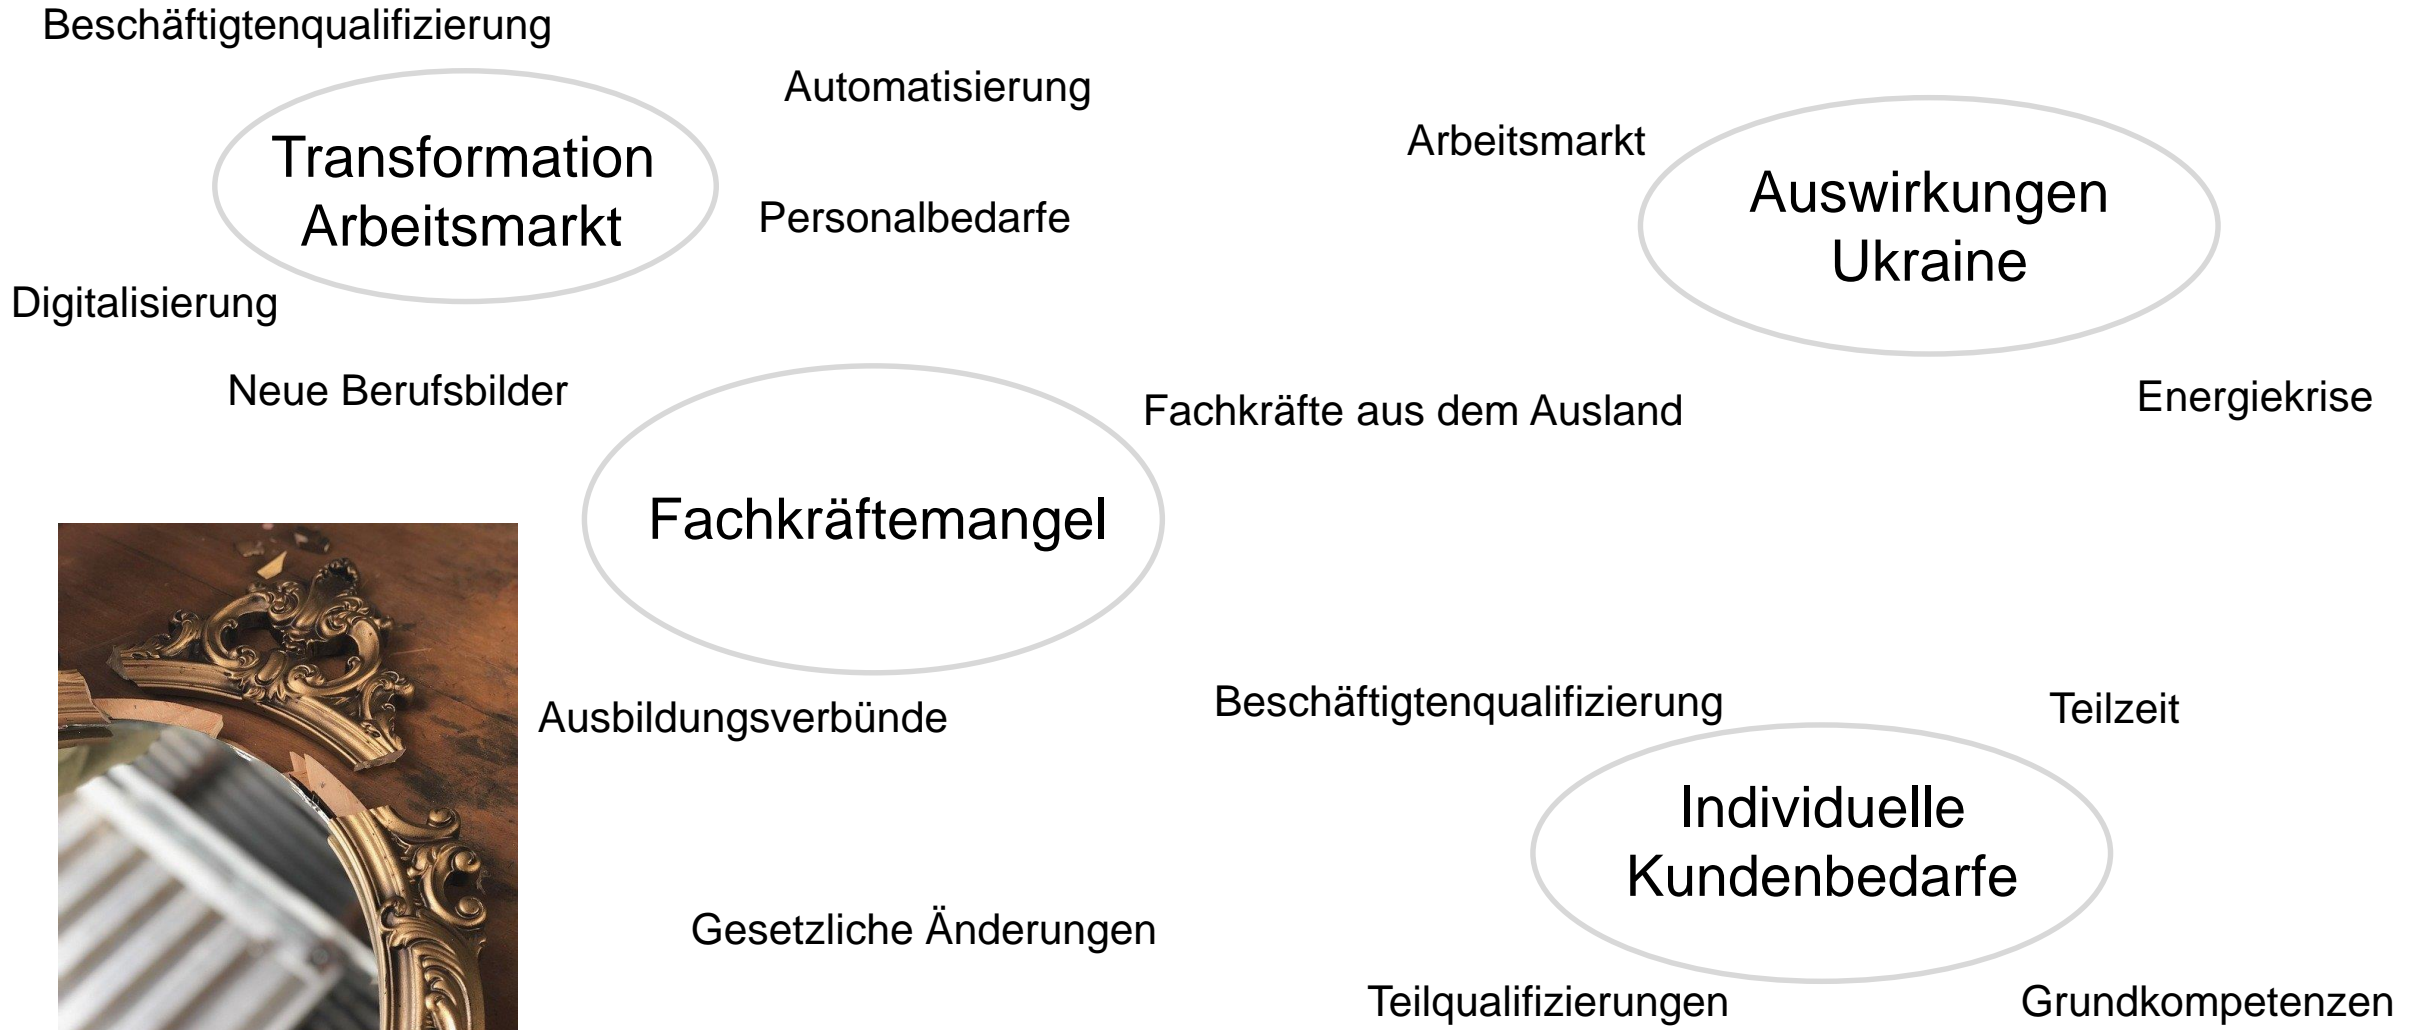 Beschäftigtenqualifizierung
Automatisierung
Transformation
Arbeitsmarkt
Personalbedarfe
Digitalisierung
Neue Berufsbilder
Arbeitsmarkt
Auswirkungen
Ukraine
Energiekrise
Fachkräfte aus dem Ausland
Fachkräftemangel
Ausbildungsverbünde
Gesetzliche Änderungen
Beschäftigtenqualifizierung
Teilzeit
Individuelle
Kundenbedarfe
Teilqualifizierungen
Grundkompetenzen